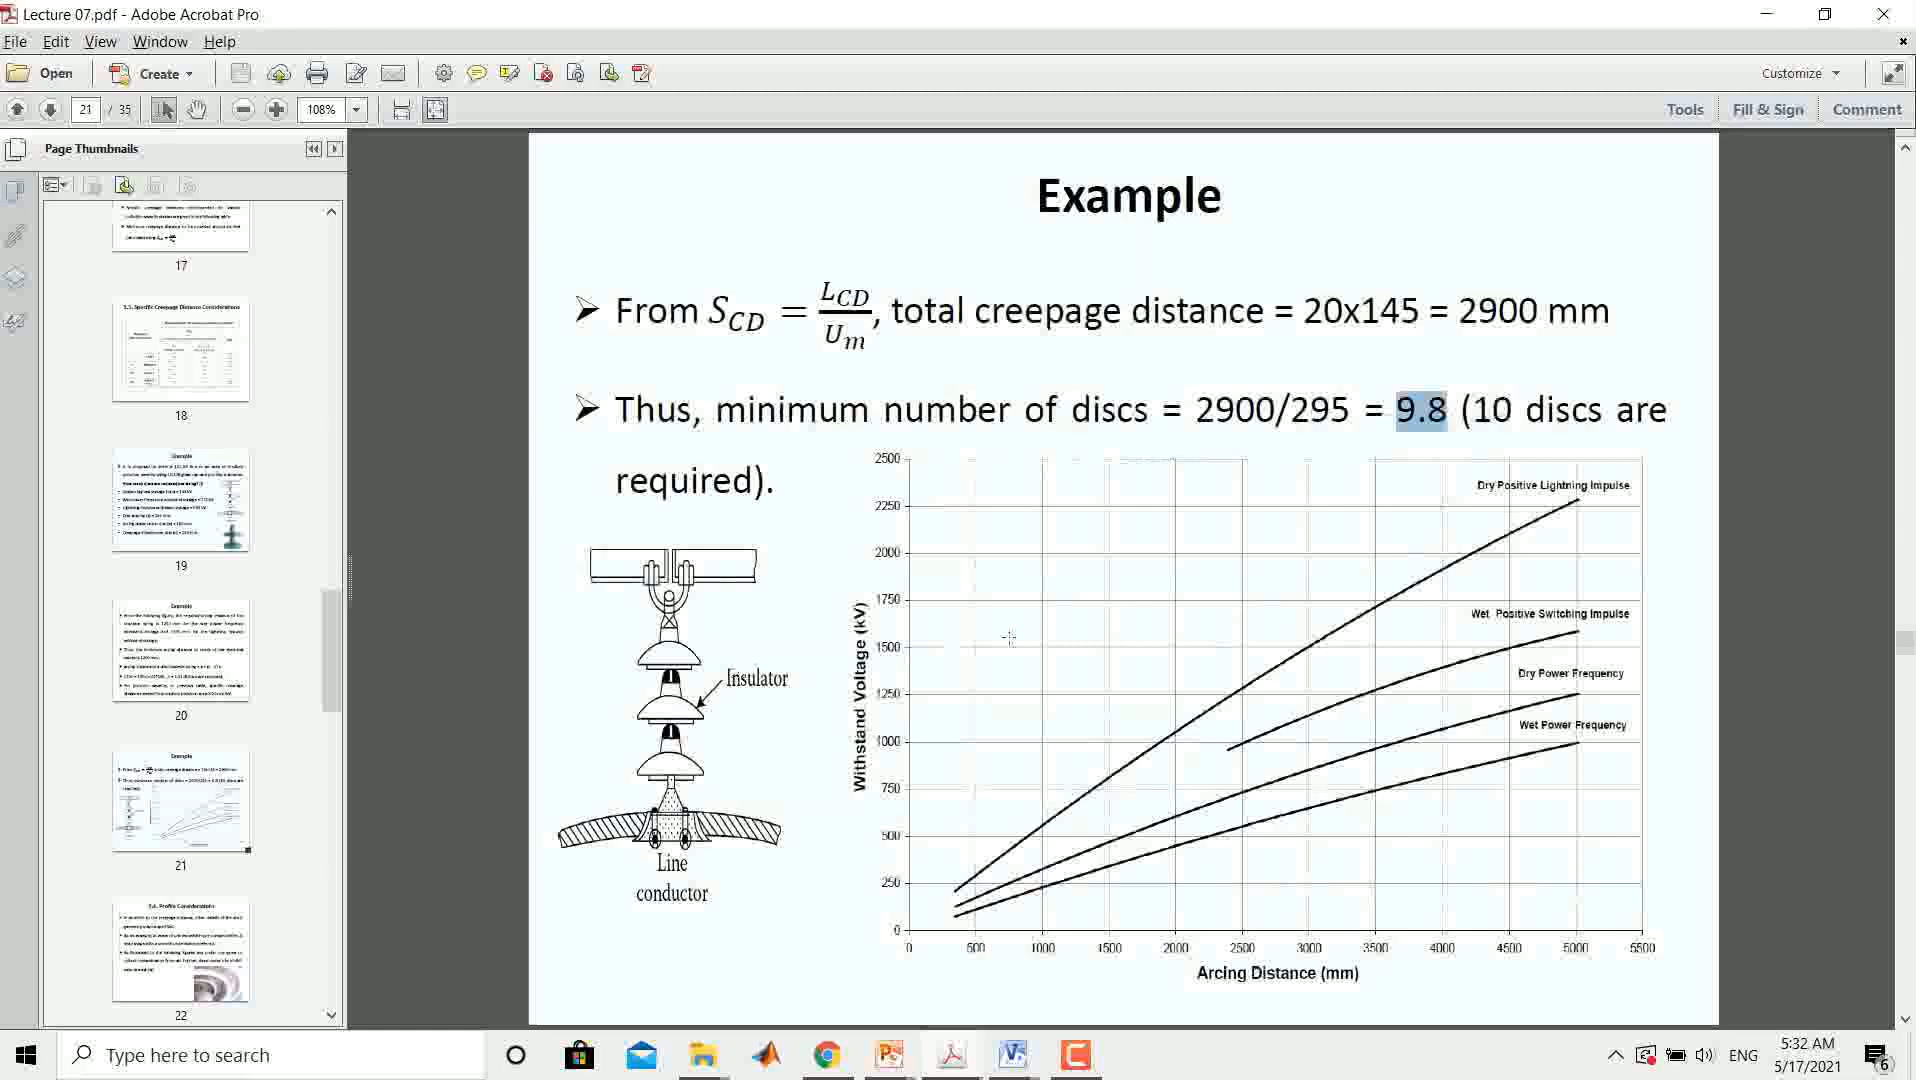 Lecture 07.pdf - Adobe Acrobat Pro
File Edit View Window Help
Open Create Customize
21 / 35 108% Tools Fill & Sign Comment
Page Thumbnails
17
18
19
20
21
22
Example
➢ From S_CD = L_CD/U_m, total creepage distance = 20x145 = 2900 mm
➢ Thus, minimum number of discs = 2900/295 = 9.8 (10 discs are
required).
Insulator
Line
conductor
Withstand Voltage (kV)
2500
2250
2000
1750
1500
1250
1000
750
500
250
0
Dry Positive Lightning Impulse
Wet Positive Switching Impulse
Dry Power Frequency
Wet Power Frequency
0 500 1000 1500 2000 2500 3000 3500 4000 4500 5000 5500
Arcing Distance (mm)
Type here to search
ENG
5:32 AM
5/17/2021
6